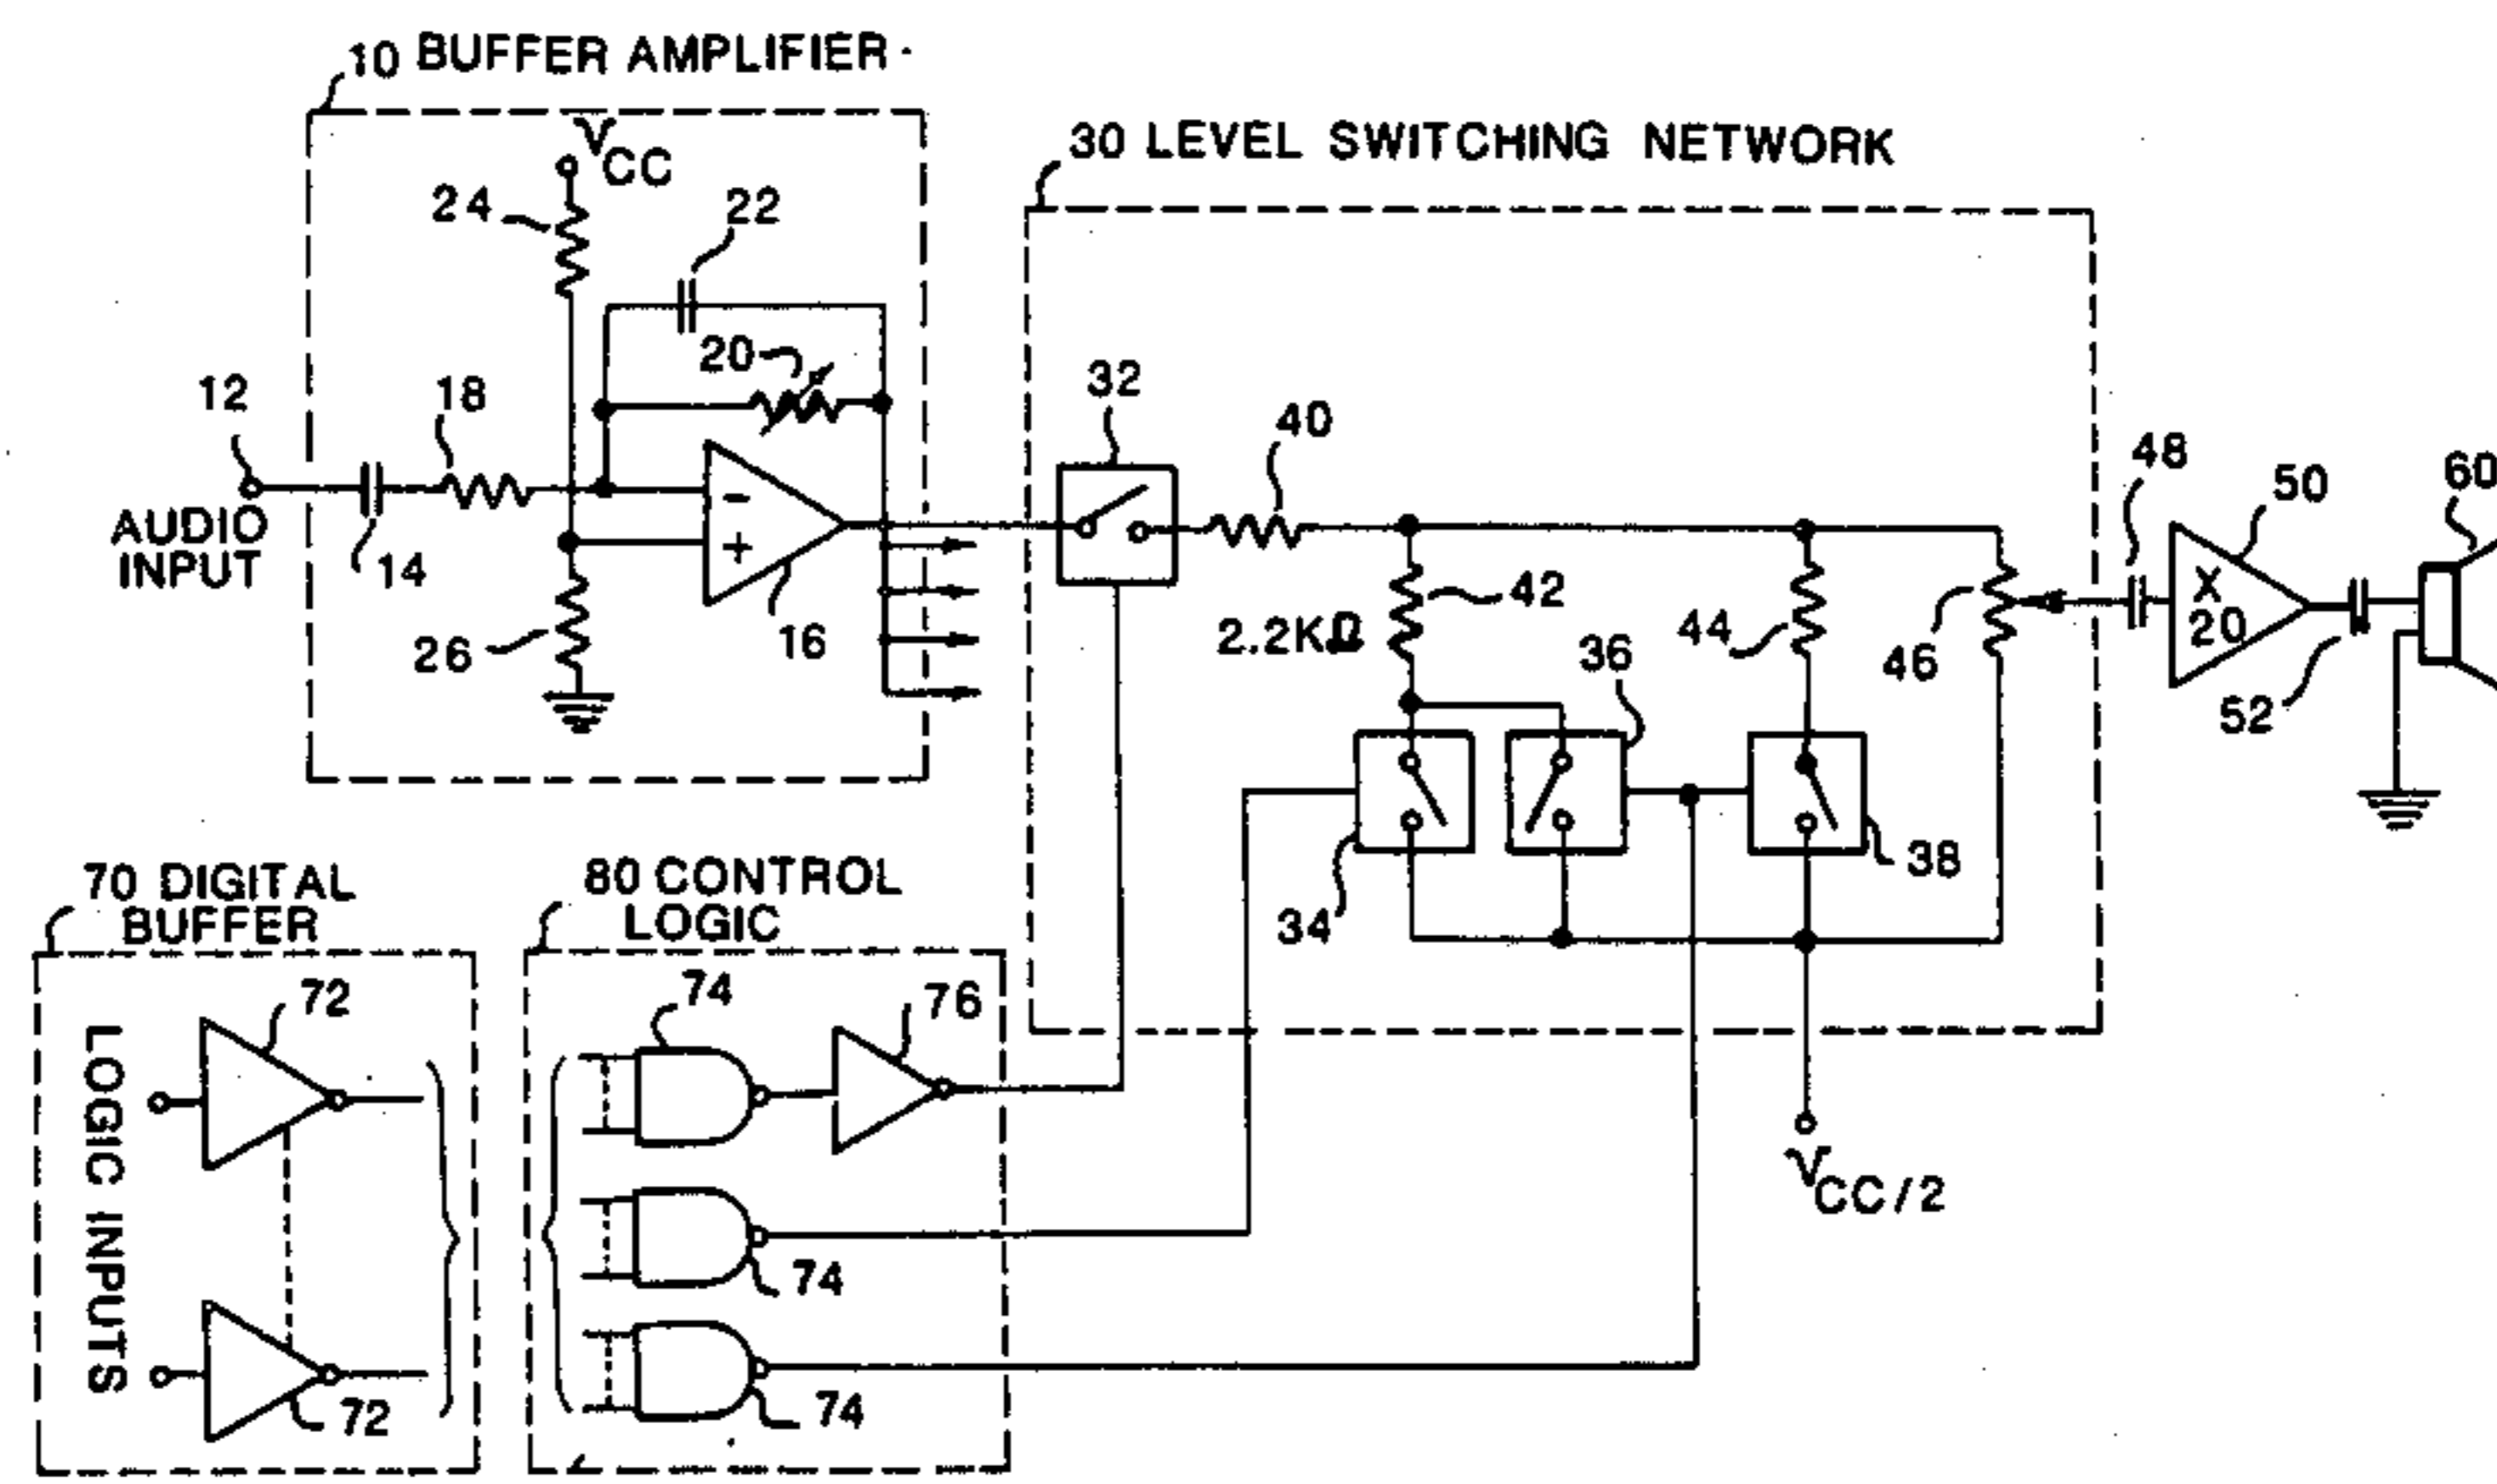 10 BUFFER AMPLIFIER
VCC
24
22
20
12
18
AUDIO
INPUT
14
26
16
30 LEVEL SWITCHING NETWORK
32
40
42
2.2KΩ
44
46
36
34
38
48
50
X
20
52
60
VCC/2
70 DIGITAL
BUFFER
LOGIC INPUTS
72
72
80 CONTROL
LOGIC
74
76
74
74
-
+